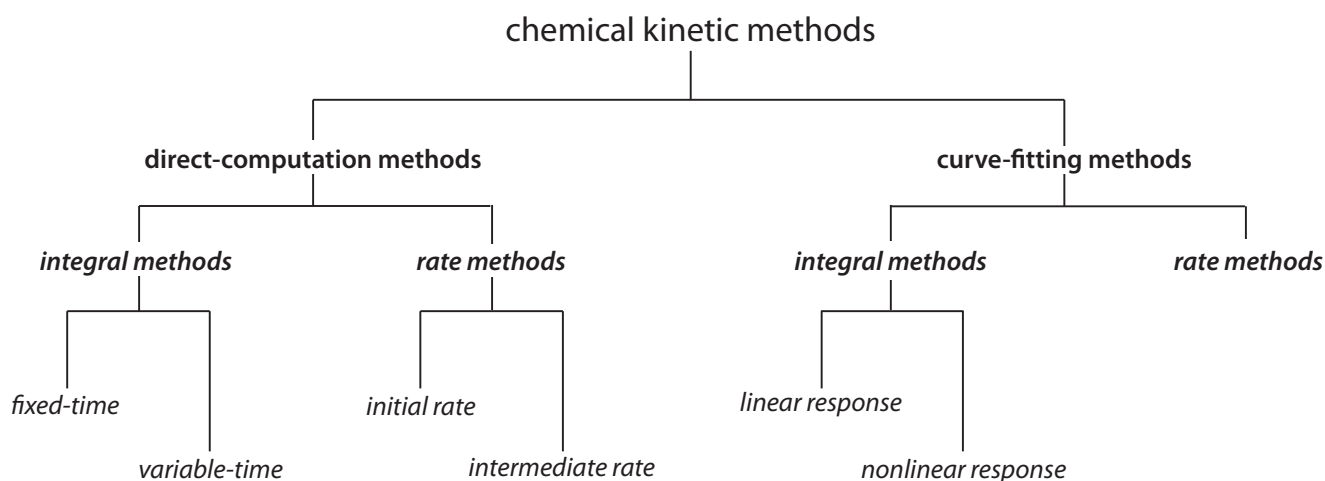 chemical kinetic methods
direct-computation methods
curve-fitting methods
integral methods
rate methods
integral methods
rate methods
fixed-time
initial rate
linear response
variable-time
intermediate rate
nonlinear response